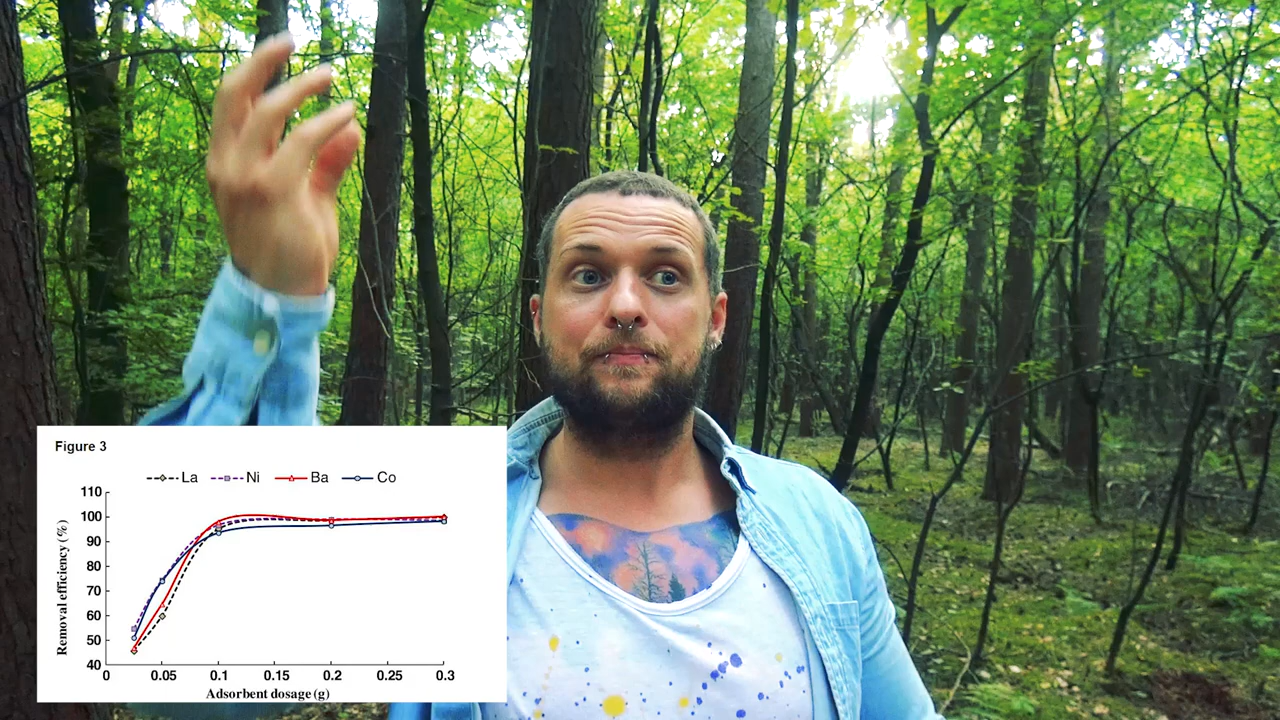 Figure 3
La Ni Ba Co
110
100
90
80
70
60
50
40
Removal efficiency (%)
0 0.05 0.1 0.15 0.2 0.25 0.3
Adsorbent dosage (g)